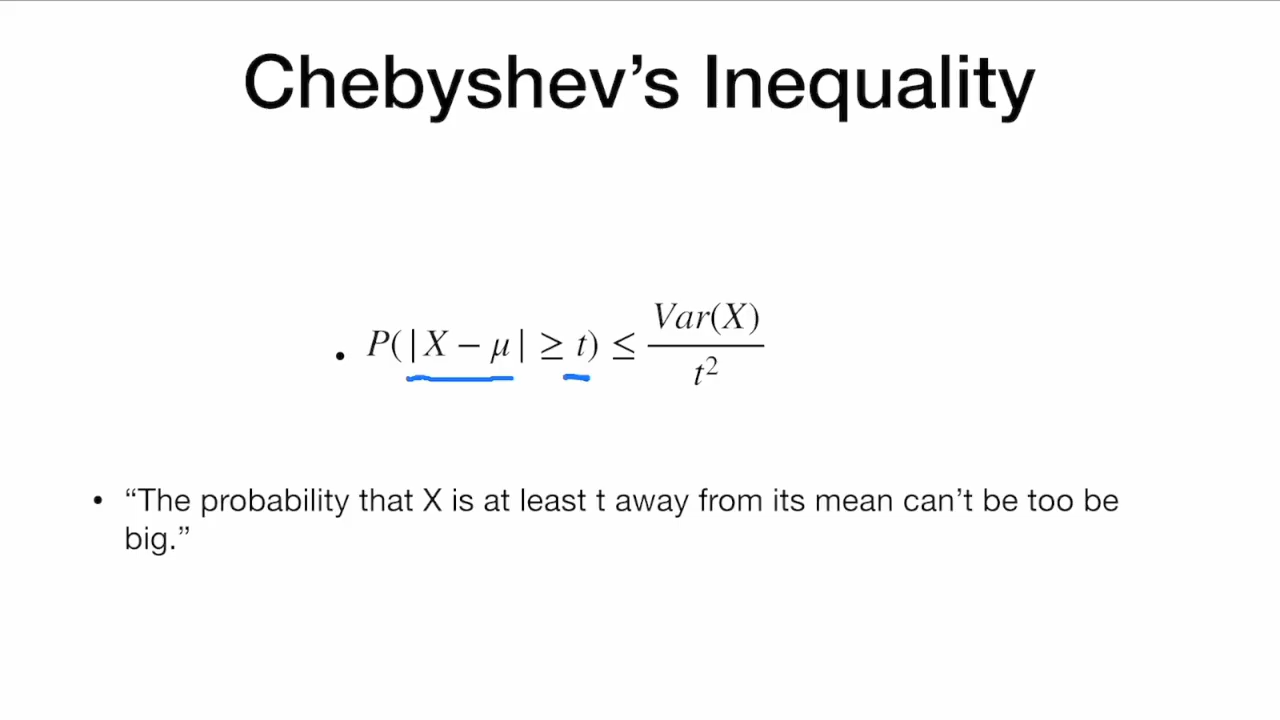 Chebyshev’s Inequality
• P(|X − μ| ≥ t) ≤ Var(X) / t²
• “The probability that X is at least t away from its mean can’t be too be
big.”